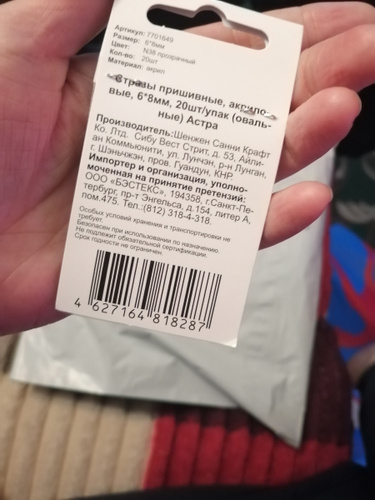 Артикул: 7701649
Размер: 6*8мм
Цвет: N38 прозрачный
Кол-во: 20шт
Материал: акрил
Стразы пришивные, акрило-
вые, 6*8мм, 20шт/упак (оваль-
ные) Астра
Производитель:Шенжен Санни Крафт
Ко. Лтд. Сибу Вест Стрит, д. 53, Айли-
ан Коммьюнити, ул. Лунчэн, р-н Лунган,
г. Шэньчжэн, пров. Гуандун, КНР.
Импортер и организация, уполно-
моченная на принятие претензий:
ООО «БЭСТЕКС», 194358, г.Санкт-Пе-
тербург, пр-т Энгельса, д.154, литер А,
пом.475. Тел.:(812) 318-4-318.
Особые условий хранения и транспортировки не
требует.
Безопасен при использовании по назначению.
Не подлежит обязательной сертификации.
Срок годности не ограничен.
4 627164 818287